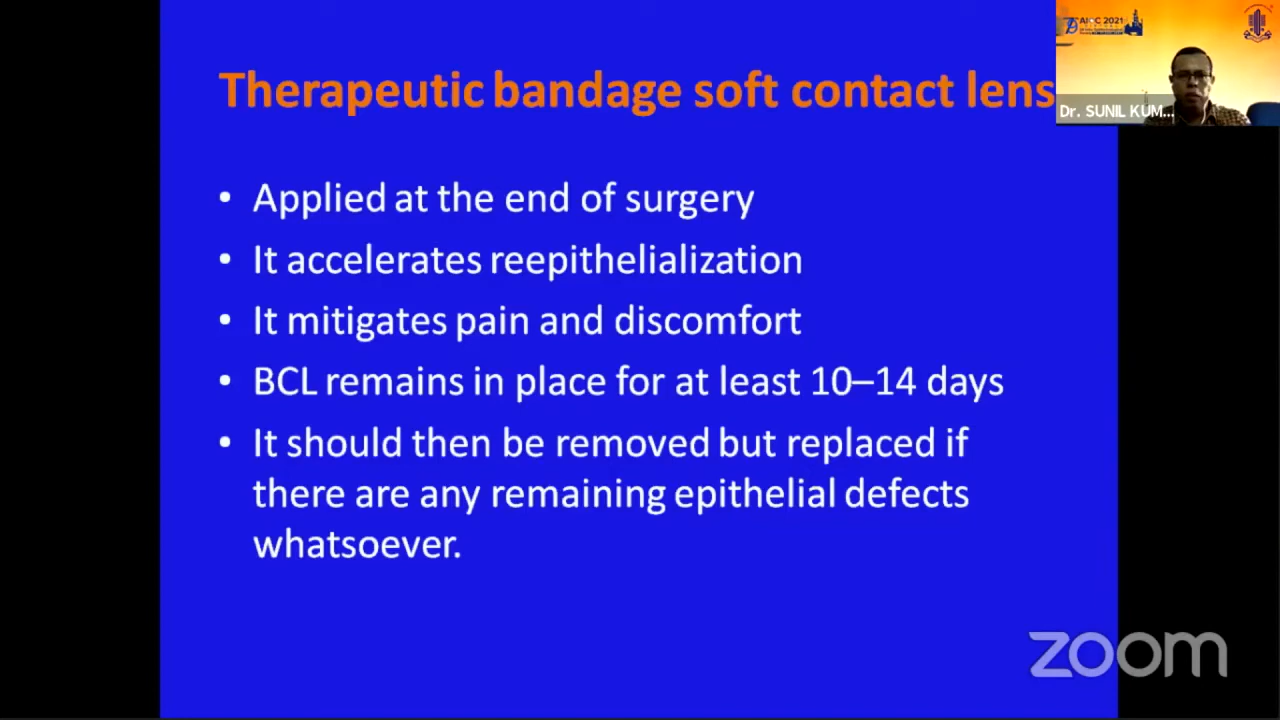 Therapeutic bandage soft contact lens
• Applied at the end of surgery
• It accelerates reepithelialization
• It mitigates pain and discomfort
• BCL remains in place for at least 10–14 days
• It should then be removed but replaced if
there are any remaining epithelial defects
whatsoever.
AIOC 2021
Dr. SUNIL KUM...
zoom